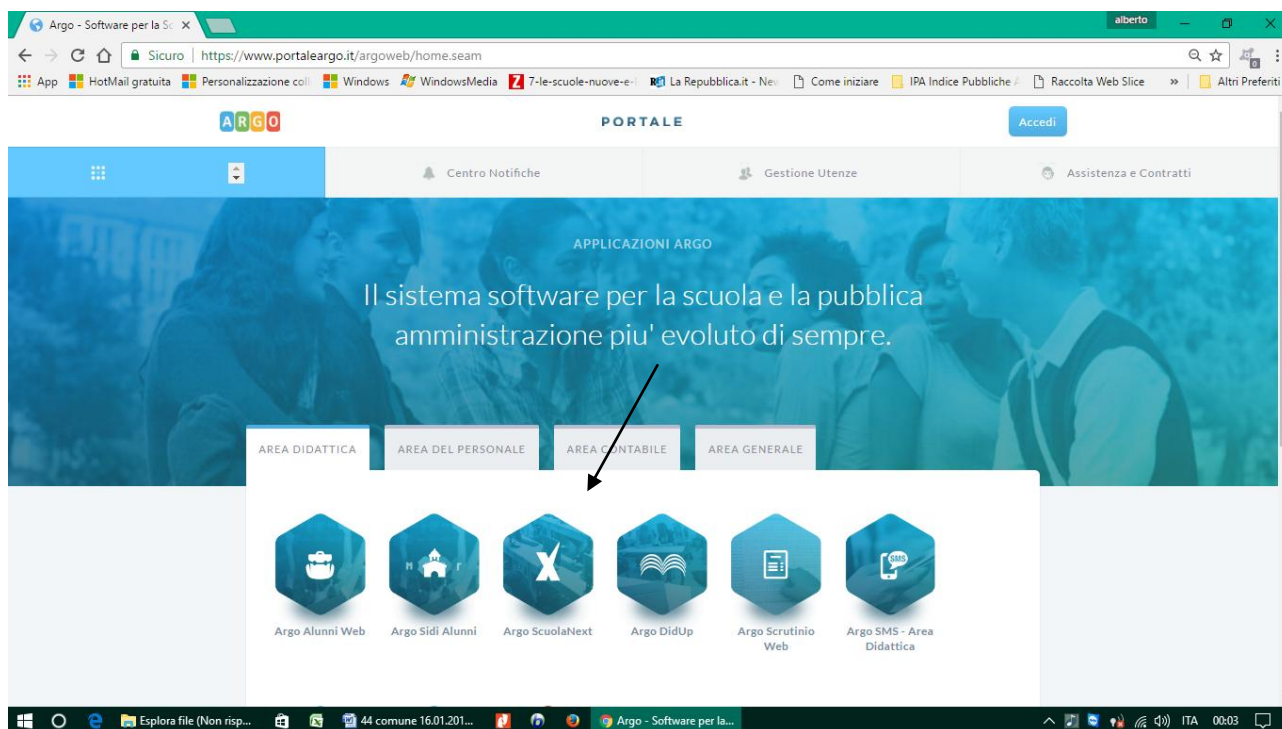 alberto
Argo - Software per la Sc
Sicuro | https://www.portaleargo.it/argoweb/home.seam
App HotMail gratuita Personalizzazione coll Windows WindowsMedia 7-le-scuole-nuove-e-i La Repubblica.it - New Come iniziare IPA Indice Pubbliche A Raccolta Web Slice » Altri Preferiti
ARGO PORTALE Accedi
Centro Notifiche Gestione Utenze Assistenza e Contratti
APPLICAZIONI ARGO
Il sistema software per la scuola e la pubblica
amministrazione piu' evoluto di sempre.
AREA DIDATTICA AREA DEL PERSONALE AREA CONTABILE AREA GENERALE
SMS
Argo Alunni Web Argo Sidi Alunni Argo ScuolaNext Argo DidUp Argo Scrutinio Web Argo SMS - Area Didattica
Esplora file (Non risp... 44 comune 16.01.201... Argo - Software per la... ITA 00:03